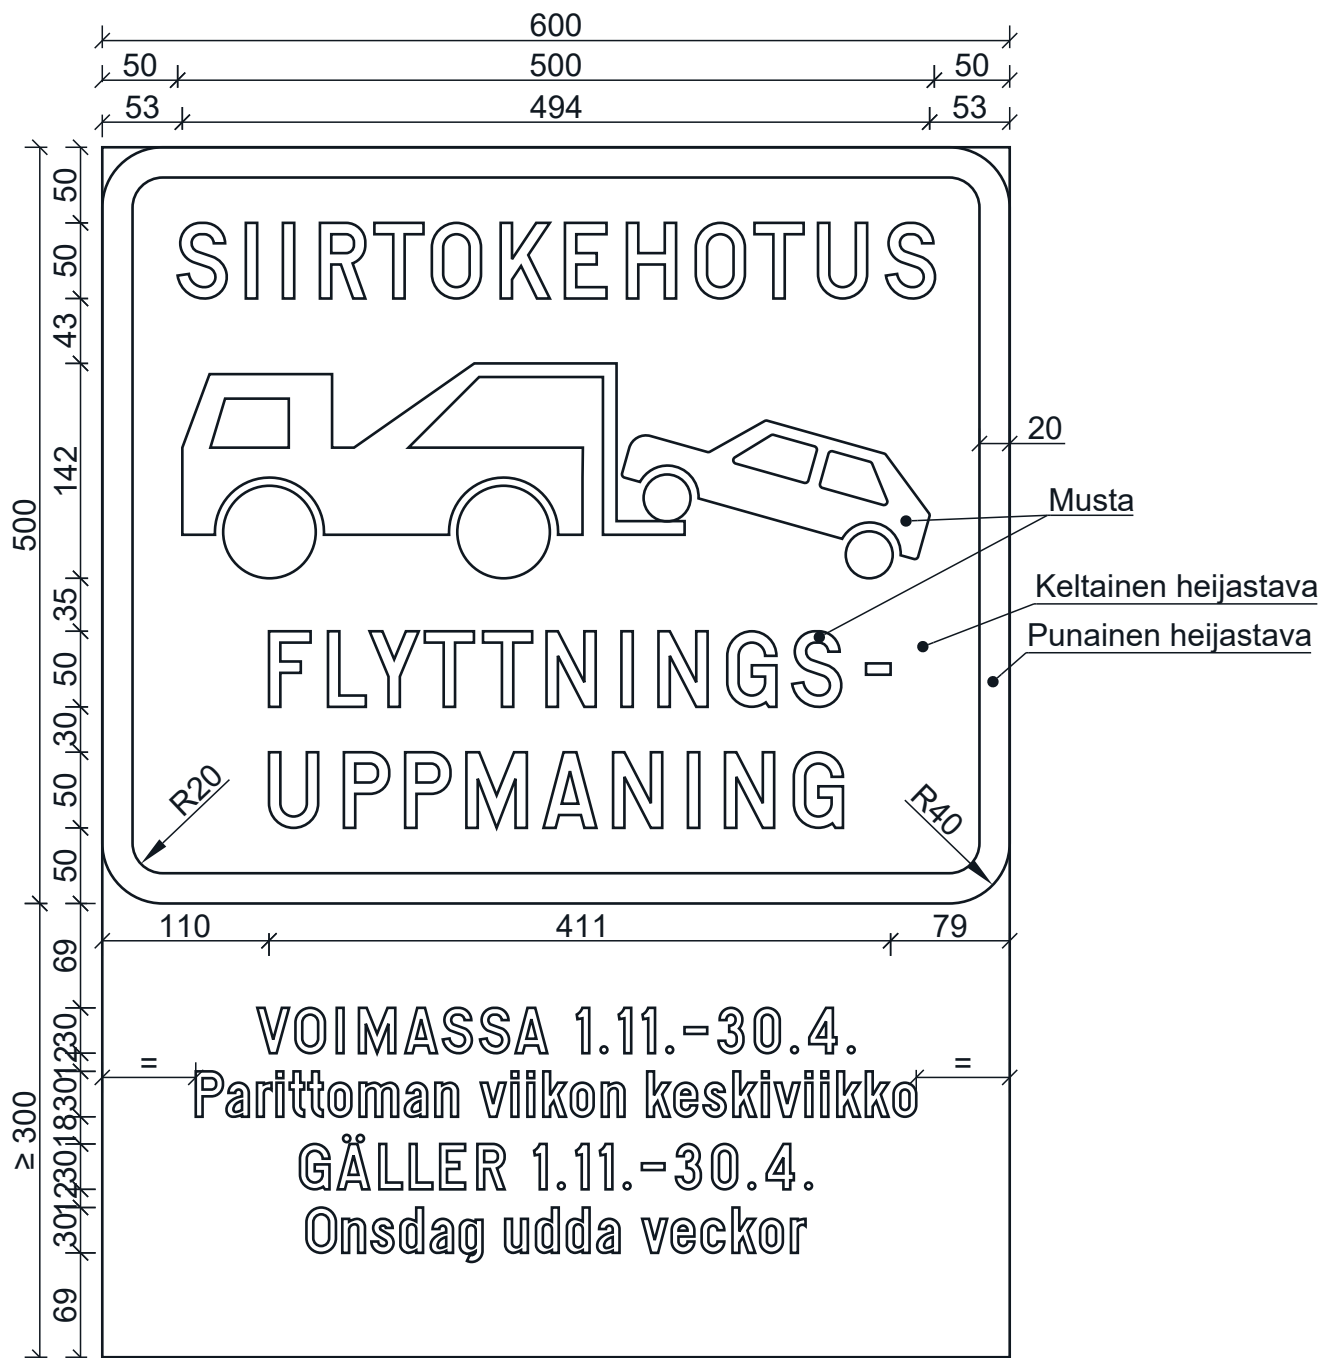 600
50 500 50
53 494 53
50
50
43
142
35
50
30
50
50
500
SIIRTOKEHOTUS
20
Musta
Keltainen heijastava
Punainen heijastava
FLYTTNINGS-
UPPMANING
R20
R40
110 411 79
69
30
12
30
18
30
12
30
69
≥ 300
= =
VOIMASSA 1.11.-30.4.
Parittoman viikon keskiviikko
GÄLLER 1.11.-30.4.
Onsdag udda veckor